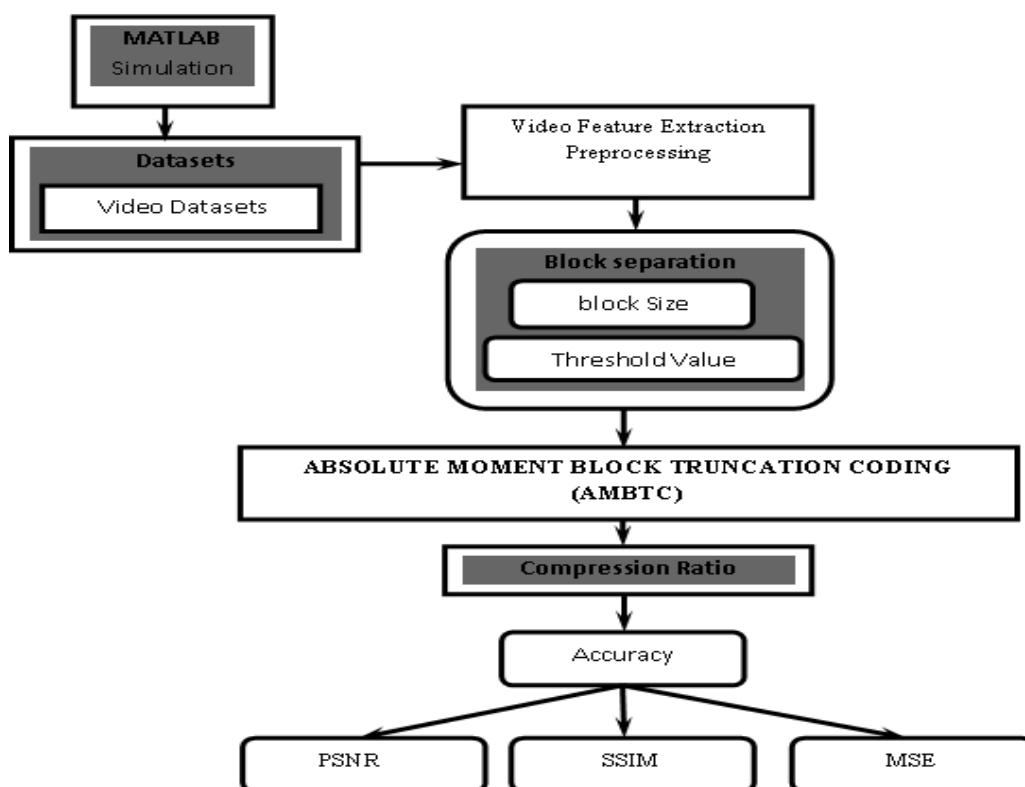 MATLAB
Simulation
Datasets
Video Datasets
Video Feature Extraction
Preprocessing
Block separation
block Size
Threshold Value
ABSOLUTE MOMENT BLOCK TRUNCATION CODING
(AMBTC)
Compression Ratio
Accuracy
PSNR
SSIM
MSE